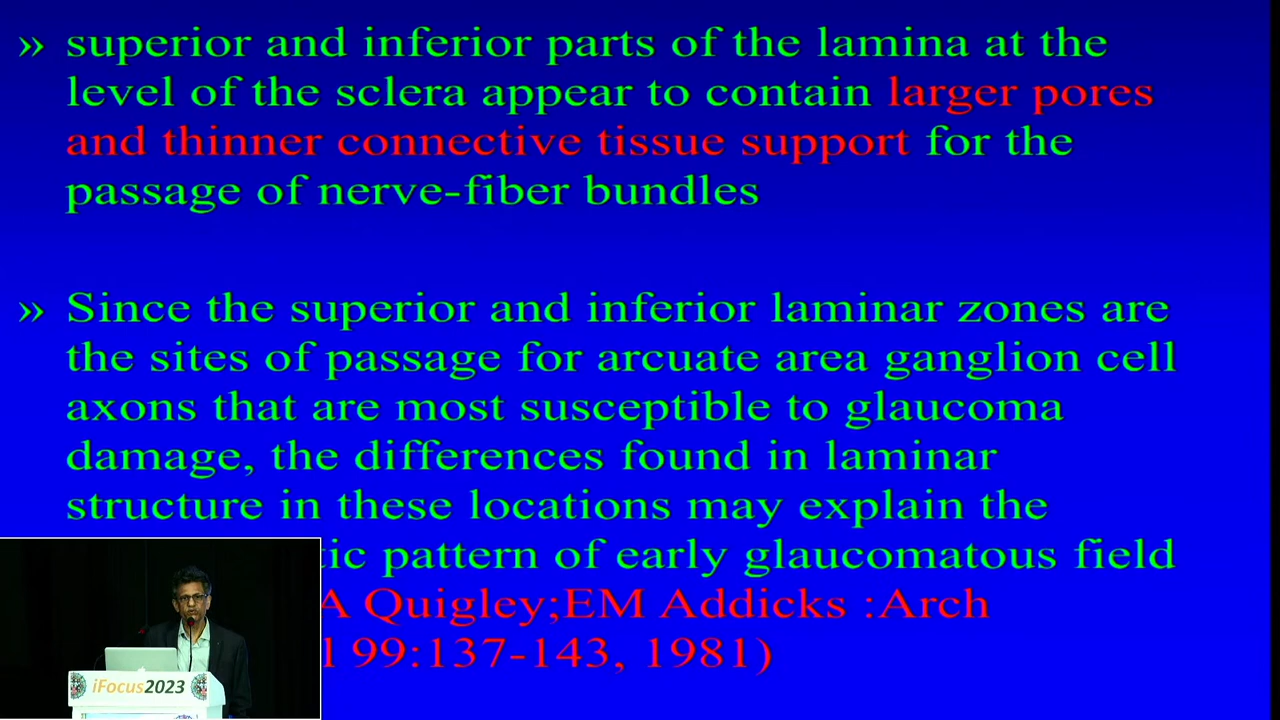 » superior and inferior parts of the lamina at the
level of the sclera appear to contain larger pores
and thinner connective tissue support for the
passage of nerve-fiber bundles
» Since the superior and inferior laminar zones are
the sites of passage for arcuate area ganglion cell
axons that are most susceptible to glaucoma
damage, the differences found in laminar
structure in these locations may explain the
tic pattern of early glaucomatous field
A Quigley;EM Addicks :Arch
l 99:137-143, 1981)
iFocus2023